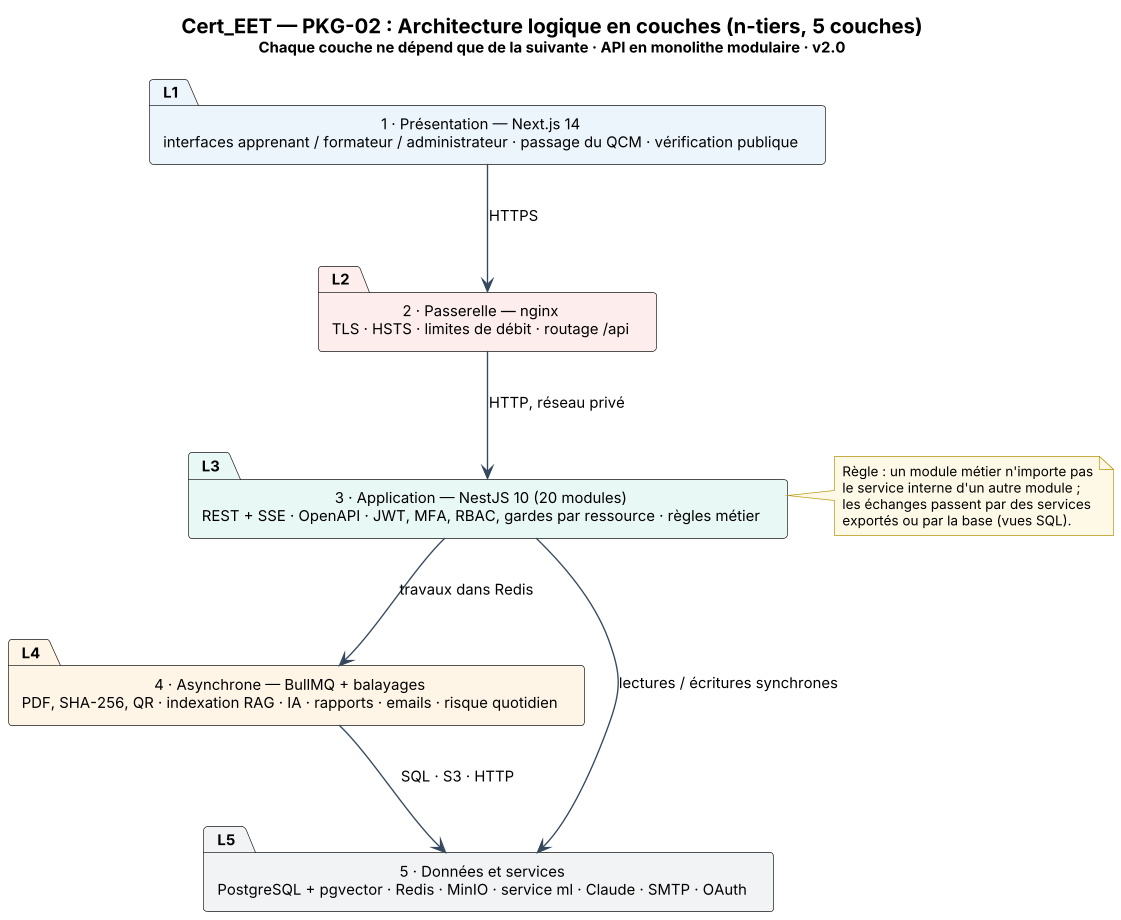 Cert_EET — PKG-02 : Architecture logique en couches (n-tiers, 5 couches)
Chaque couche ne dépend que de la suivante · API en monolithe modulaire · v2.0
L1
1 · Présentation — Next.js 14
interfaces apprenant / formateur / administrateur · passage du QCM · vérification publique
HTTPS
L2
2 · Passerelle — nginx
TLS · HSTS · limites de débit · routage /api
HTTP, réseau privé
L3
3 · Application — NestJS 10 (20 modules)
REST + SSE · OpenAPI · JWT, MFA, RBAC, gardes par ressource · règles métier
Règle : un module métier n'importe pas
le service interne d'un autre module ;
les échanges passent par des services
exportés ou par la base (vues SQL).
travaux dans Redis
L4
4 · Asynchrone — BullMQ + balayages
PDF, SHA-256, QR · indexation RAG · IA · rapports · emails · risque quotidien
lectures / écritures synchrones
SQL · S3 · HTTP
L5
5 · Données et services
PostgreSQL + pgvector · Redis · MinIO · service ml · Claude · SMTP · OAuth